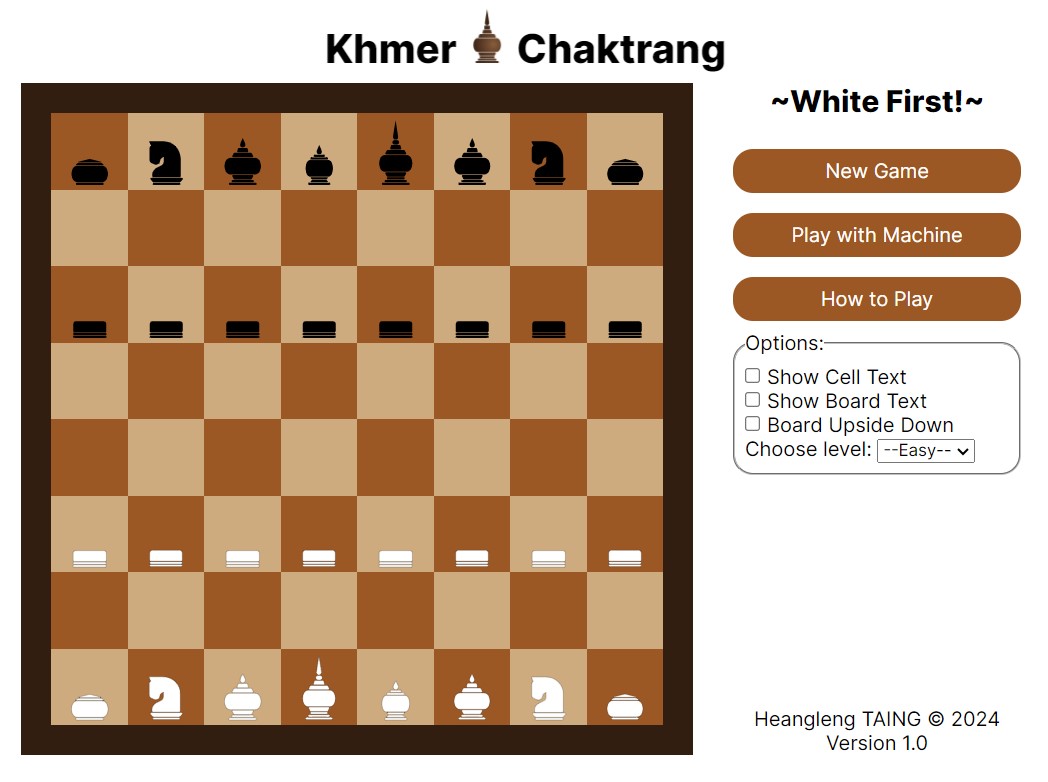 Khmer Chaktrang
~White First!~
New Game
Play with Machine
How to Play
Options:
Show Cell Text
Show Board Text
Board Upside Down
Choose level: --Easy--
Heangleng TAING © 2024
Version 1.0